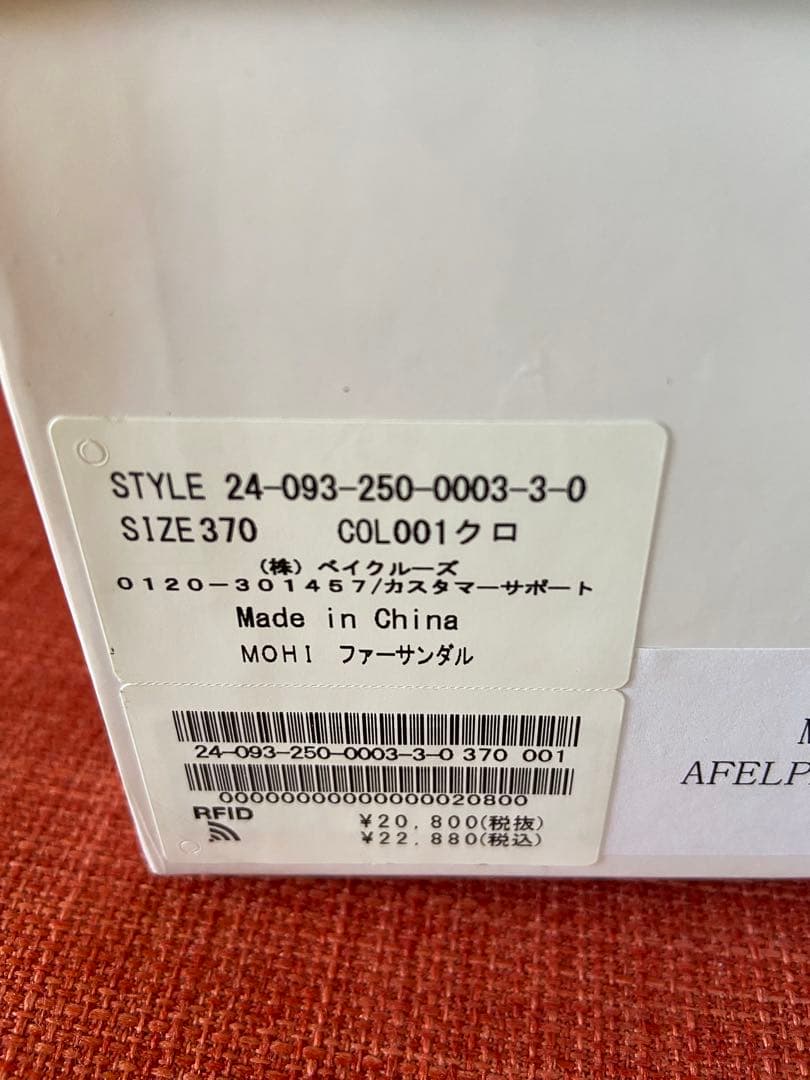 STYLE 24-093-250-0003-3-0
SIZE370 COL001クロ
(株) ベイクルーズ
0120-301457/カスタマーサポート
Made in China
MOHI ファーサンダル
24-093-250-0003-3-0 370 001
00000000000000020800
RFID
¥20,800(税抜)
¥22,880(税込)